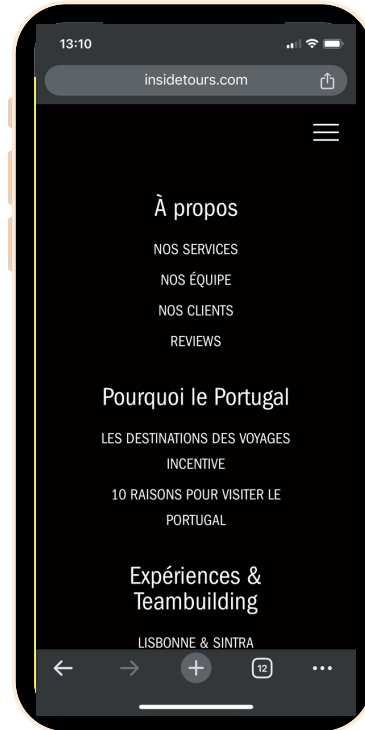 13:10
insidetours.com
À propos
NOS SERVICES
NOS ÉQUIPE
NOS CLIENTS
REVIEWS
Pourquoi le Portugal
LES DESTINATIONS DES VOYAGES
INCENTIVE
10 RAISONS POUR VISITER LE
PORTUGAL
Expériences &
Teambuilding
LISBONNE & SINTRA
12